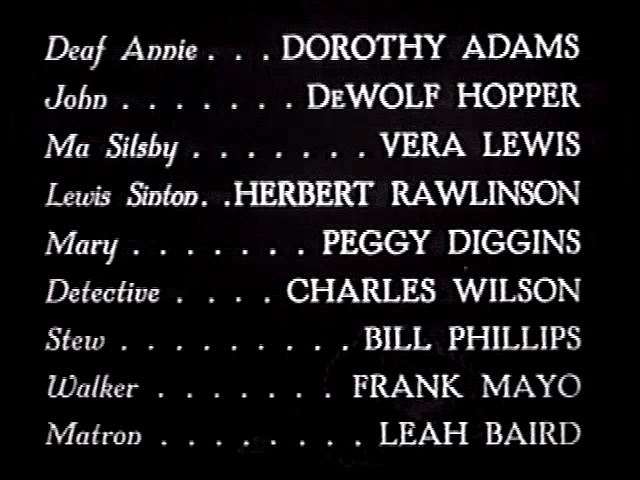 Deaf Annie . . . DOROTHY ADAMS
John . . . . . . . DeWOLF HOPPER
Ma Silsby . . . . . . . VERA LEWIS
Lewis Sinton. . HERBERT RAWLINSON
Mary . . . . . . . PEGGY DIGGINS
Detective . . . . CHARLES WILSON
Stew . . . . . . . . . BILL PHILLIPS
Walker . . . . . . . FRANK MAYO
Matron . . . . . . . . LEAH BAIRD